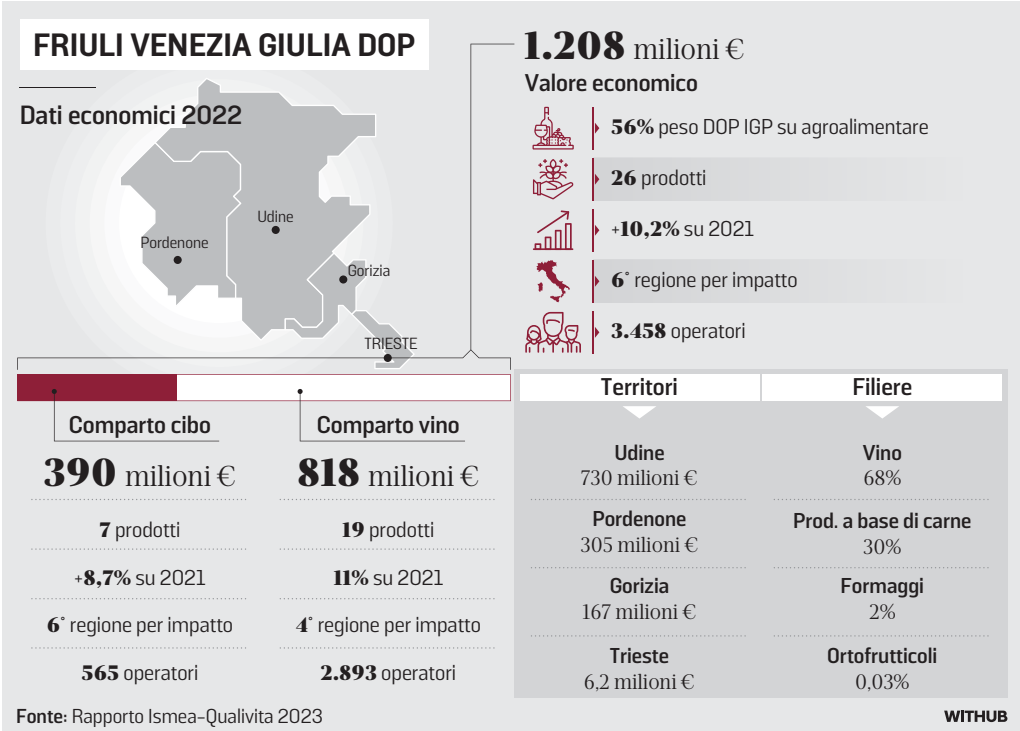 FRIULI VENEZIA GIULIA DOP
Dati economici 2022
Udine
Pordenone
Gorizia
TRIESTE
1.208 milioni €
Valore economico
56% peso DOP IGP su agroalimentare
26 prodotti
+10,2% su 2021
6° regione per impatto
3.458 operatori
Comparto cibo
390 milioni €
7 prodotti
+8,7% su 2021
6° regione per impatto
565 operatori
Comparto vino
818 milioni €
19 prodotti
11% su 2021
4° regione per impatto
2.893 operatori
Territori
Udine
730 milioni €
Pordenone
305 milioni €
Gorizia
167 milioni €
Trieste
6,2 milioni €
Filiere
Vino
68%
Prod. a base di carne
30%
Formaggi
2%
Ortofrutticoli
0,03%
Fonte: Rapporto Ismea-Qualivita 2023
WITHUB